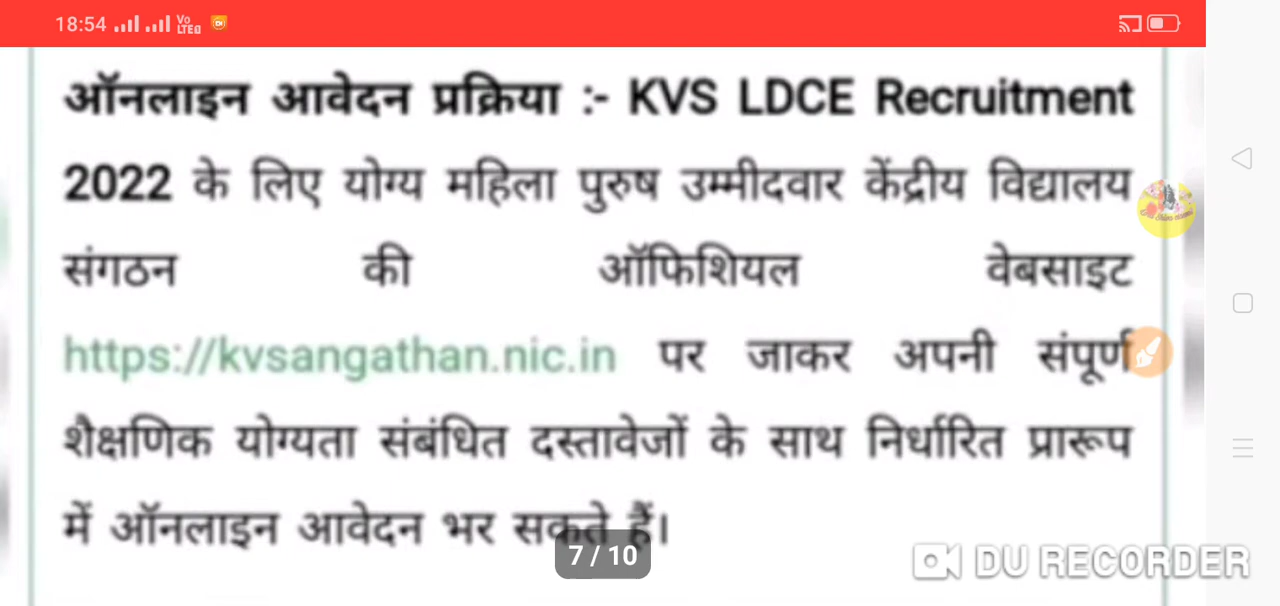 18:54 Vo LTE
ऑनलाइन आवेदन प्रक्रिया :- KVS LDCE Recruitment
2022 के लिए योग्य महिला पुरुष उम्मीदवार केंद्रीय विद्यालय
संगठन की ऑफिशियल वेबसाइट
https://kvsangathan.nic.in पर जाकर अपनी संपूर्ण
शैक्षणिक योग्यता संबंधित दस्तावेजों के साथ निर्धारित प्रारूप
में ऑनलाइन आवेदन भर सकते हैं।
7 / 10
DU RECORDER